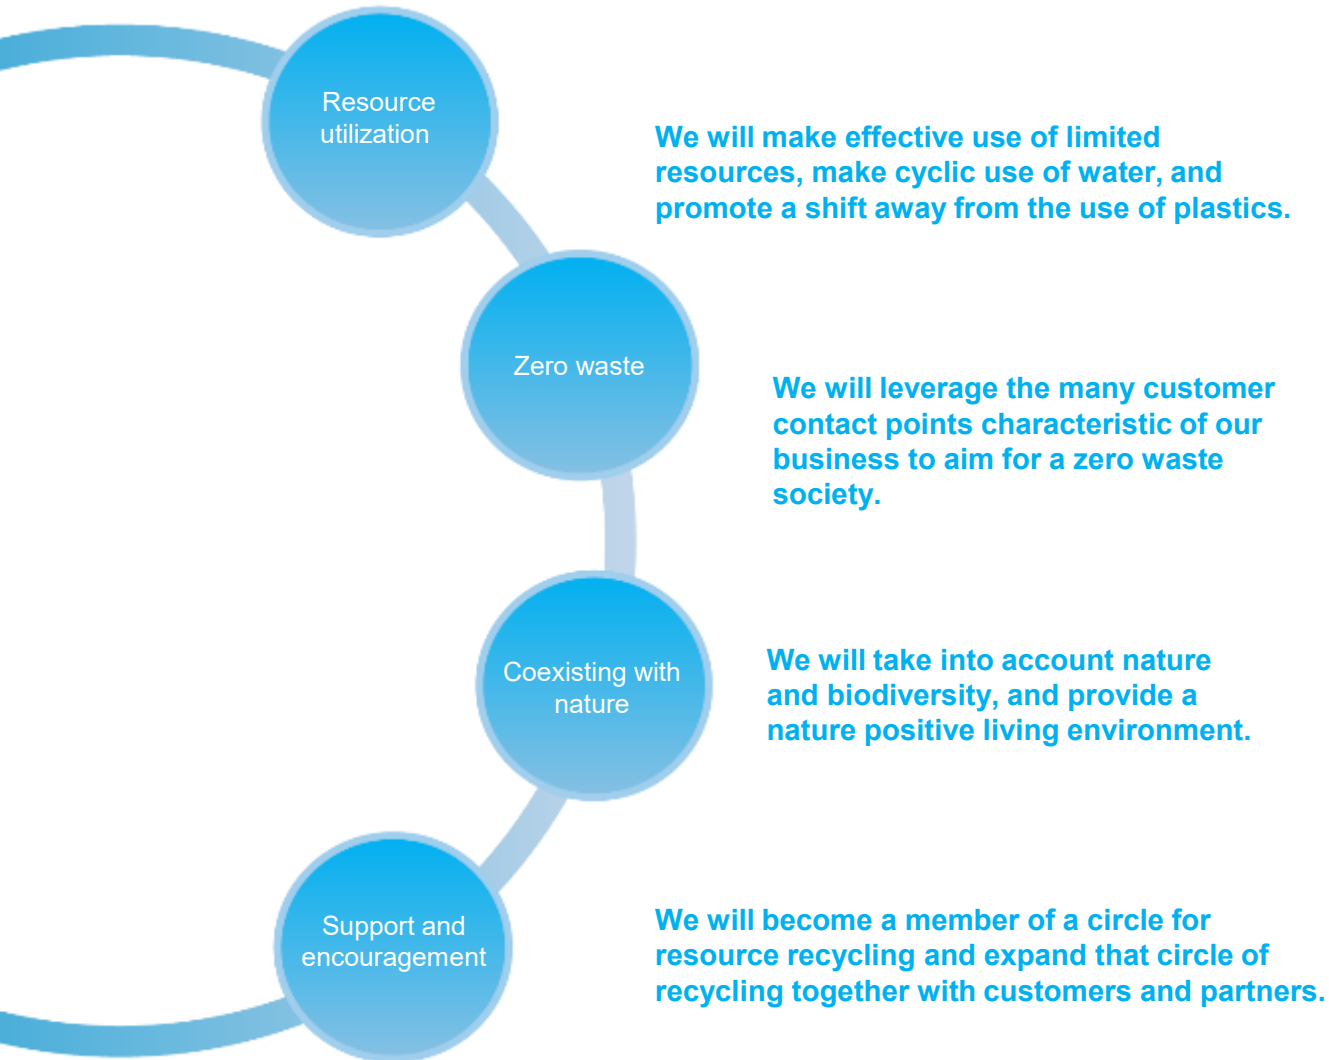 Resource
utilization
We will make effective use of limited
resources, make cyclic use of water, and
promote a shift away from the use of plastics.
Zero waste
We will leverage the many customer
contact points characteristic of our
business to aim for a zero waste
society.
Coexisting with
nature
We will take into account nature
and biodiversity, and provide a
nature positive living environment.
Support and
encouragement
We will become a member of a circle for
resource recycling and expand that circle of
recycling together with customers and partners.